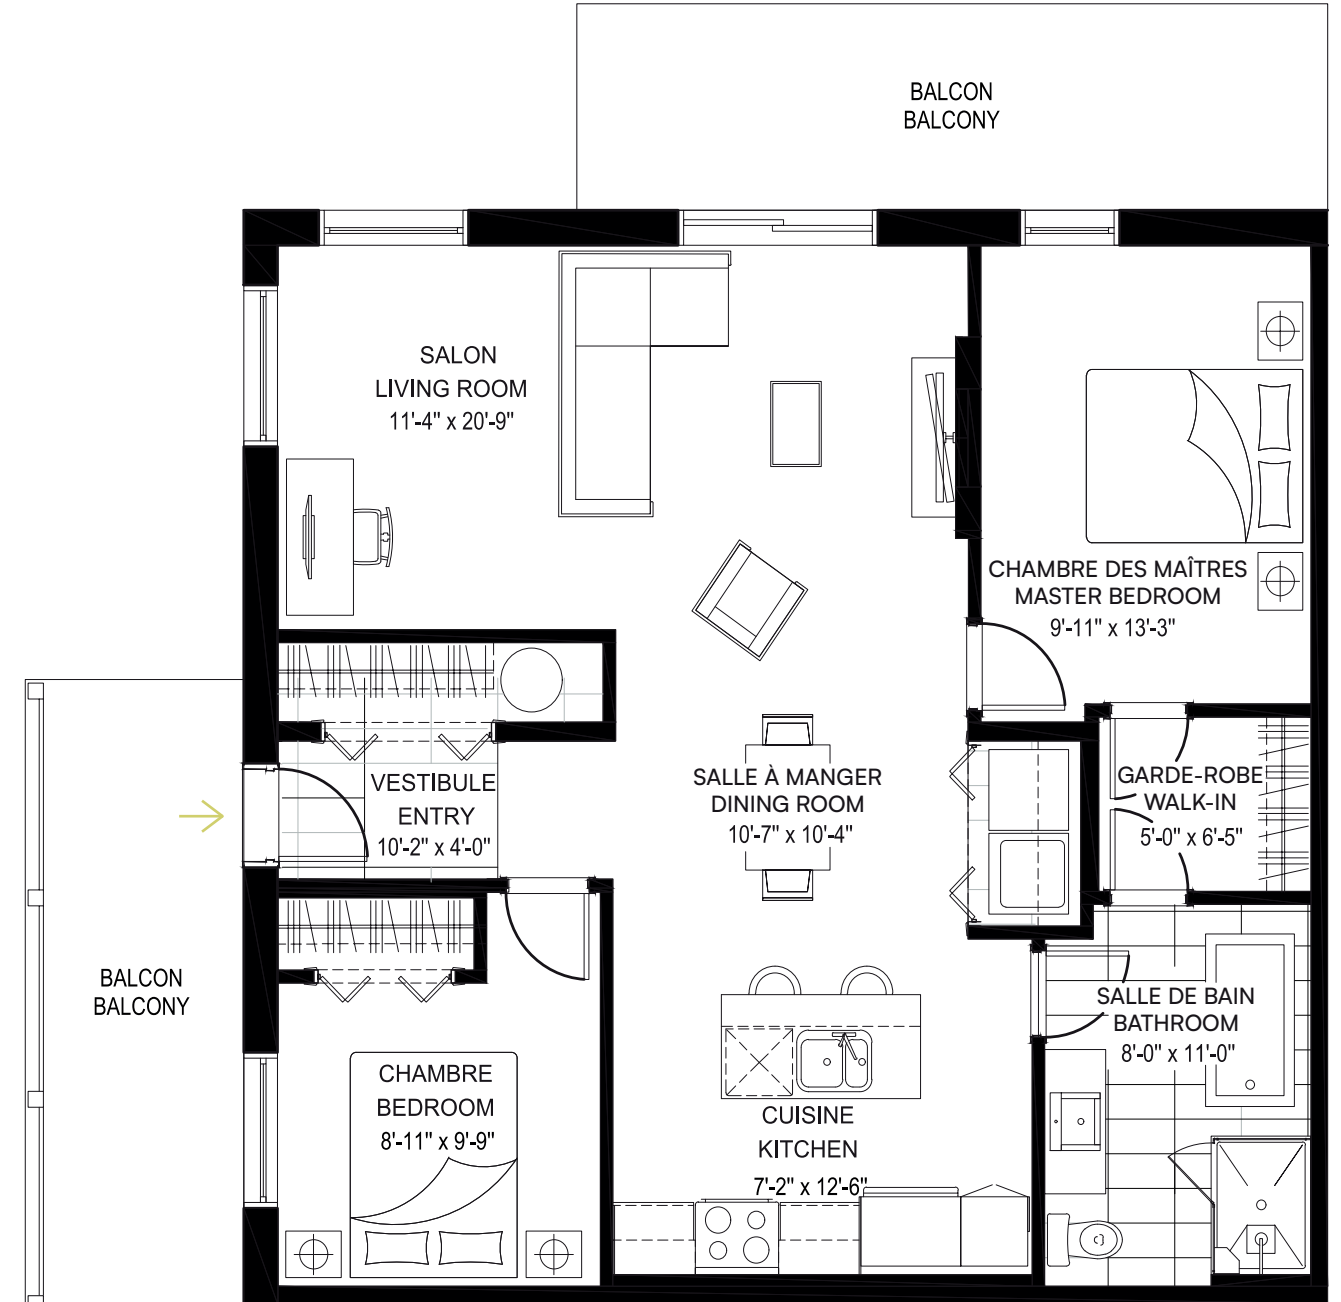 BALCON
BALCONY
SALON
LIVING ROOM
11'-4" x 20'-9"
CHAMBRE DES MAÎTRES
MASTER BEDROOM
9'-11" x 13'-3"
VESTIBULE
ENTRY
10'-2" x 4'-0"
SALLE À MANGER
DINING ROOM
10'-7" x 10'-4"
GARDE-ROBE
WALK-IN
5'-0" x 6'-5"
BALCON
BALCONY
SALLE DE BAIN
BATHROOM
8'-0" x 11'-0"
CHAMBRE
BEDROOM
8'-11" x 9'-9"
CUISINE
KITCHEN
7'-2" x 12'-6"